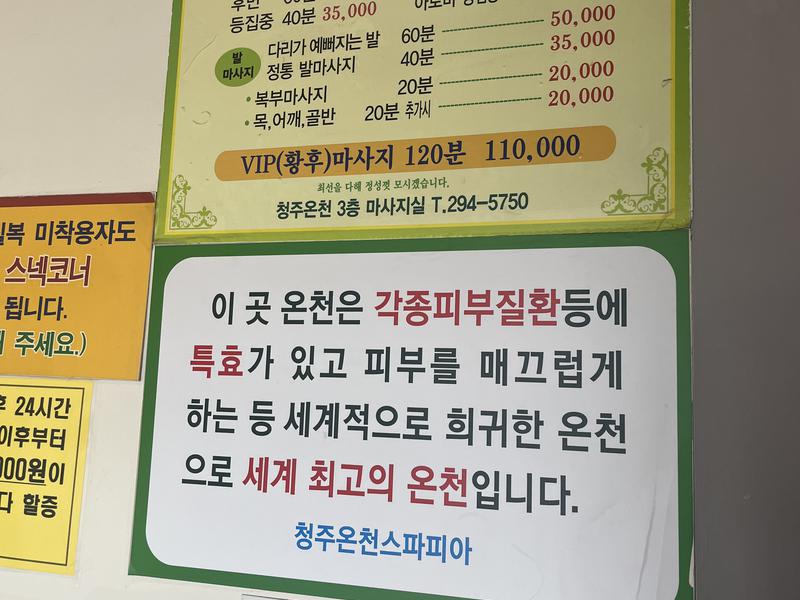 등집중 40분 35,000
발
마사지
다리가 예뻐지는 발 60분 50,000
정통 발마사지 40분 35,000
• 복부마사지 20분 20,000
• 목,어깨,골반 20분 추가시 20,000
VIP(황후)마사지 120분 110,000
최선을 다해 정성껏 모시겠습니다.
청주온천 3층 마사지실 T.294-5750
미착용자도
스넥코너
됩니다.
주세요.)
24시간
이후부터
000원이
할증
이 곳 온천은 각종피부질환등에
특효가 있고 피부를 매끄럽게
하는 등 세계적으로 희귀한 온천
으로 세계 최고의 온천입니다.
청주온천스파피아